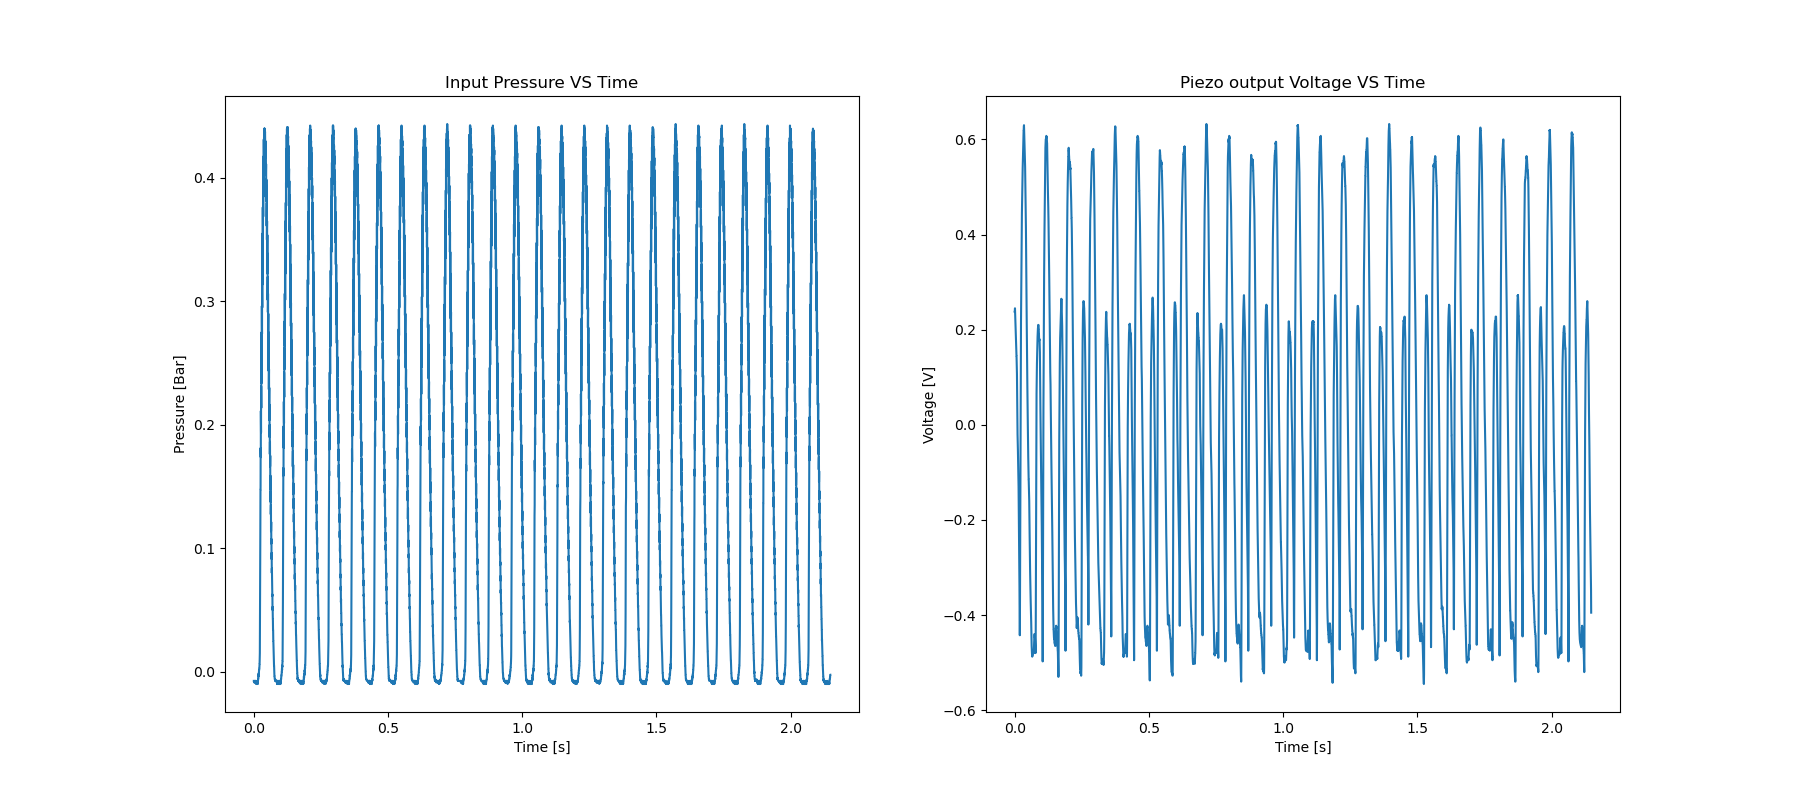 Input Pressure VS Time
Pressure [Bar]
0.4
0.3
0.2
0.1
0.0
0.0 0.5 1.0 1.5 2.0
Time [s]
Piezo output Voltage VS Time
Voltage [V]
0.6
0.4
0.2
0.0
−0.2
−0.4
−0.6
0.0 0.5 1.0 1.5 2.0
Time [s]